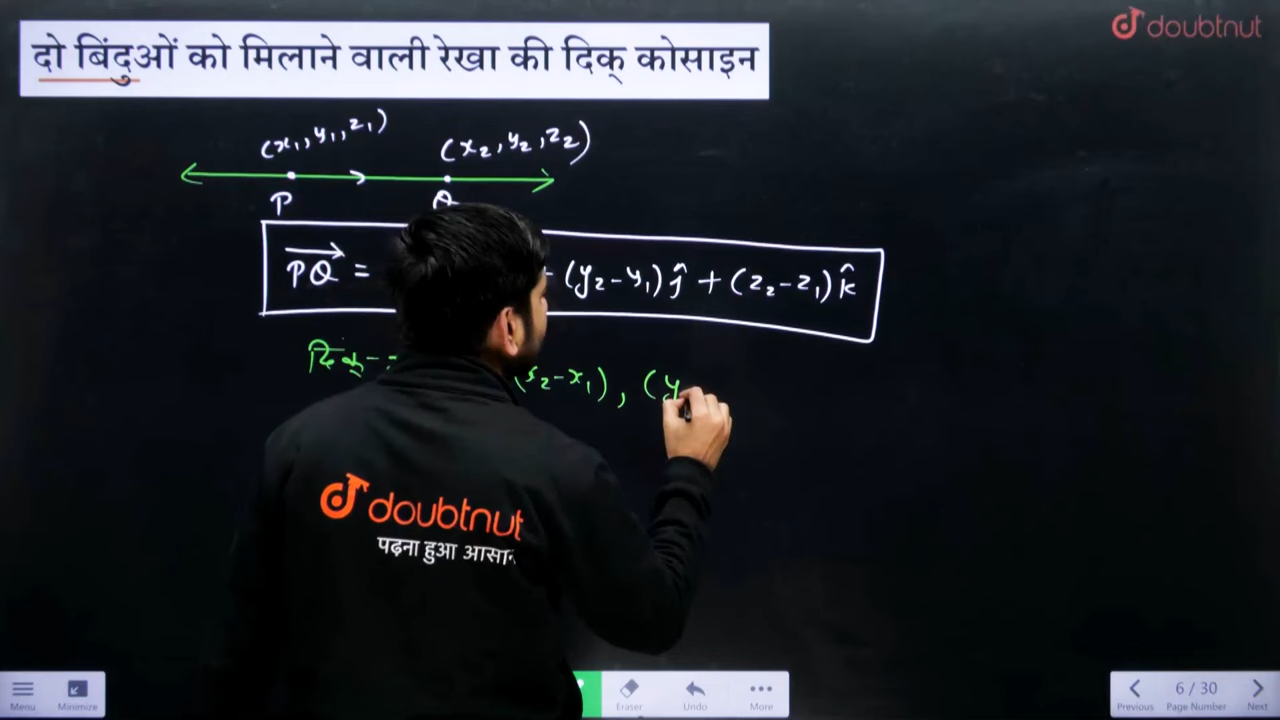 doubtnut
दो बिंदुओं को मिलाने वाली रेखा की दिक् कोसाइन
(x₁, y₁, z₁) (x₂, y₂, z₂)
P Q
PQ = (y₂-y₁) ĵ + (z₂-z₁) k̂
दिक्- x₂-x₁), (y
doubtnut
पढ़ना हुआ आसान
Menu Minimize Eraser Undo More Previous 6 / 30 Page Number Next